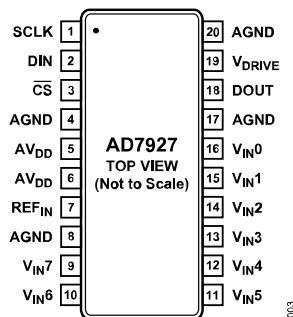 SCLK 1 20 AGND
DIN 2 19 VDRIVE
CS 3 18 DOUT
AGND 4 17 AGND
AVDD 5 16 VIN0
AVDD 6 15 VIN1
REFIN 7 14 VIN2
AGND 8 13 VIN3
VIN7 9 12 VIN4
VIN6 10 11 VIN5
AD7927
TOP VIEW
(Not to Scale)
003